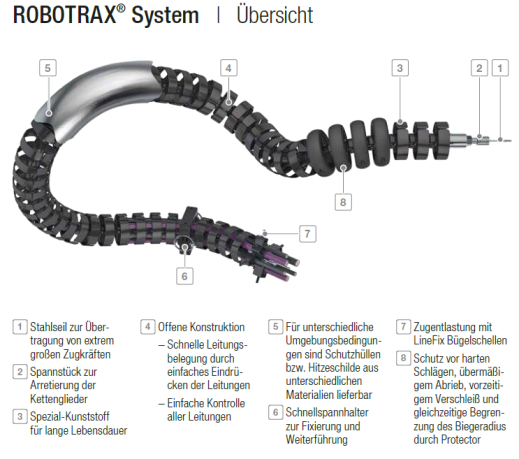 ROBOTRAX® System | Übersicht
5
4
3
2
1
8
7
6
1 Stahlseil zur Über-
tragung von extrem
großen Zugkräften
2 Spannstück zur
Arretierung der
Kettenglieder
3 Spezial-Kunststoff
für lange Lebensdauer
4 Offene Konstruktion
– Schnelle Leitungs-
belegung durch
einfaches Eindrü-
cken der Leitungen
– Einfache Kontrolle
aller Leitungen
5 Für unterschiedliche
Umgebungsbedingun-
gen sind Schutzhüllen
bzw. Hitzeschilde aus
unterschiedlichen
Materialien lieferbar
6 Schnellspannhalter
zur Fixierung und
Weiterführung
7 Zugentlastung mit
LineFix Bügelschellen
8 Schutz vor harten
Schlägen, übermäßi-
gem Abrieb, vorzeiti-
gem Verschleiß und
gleichzeitige Begren-
zung des Biegeradius
durch Protector